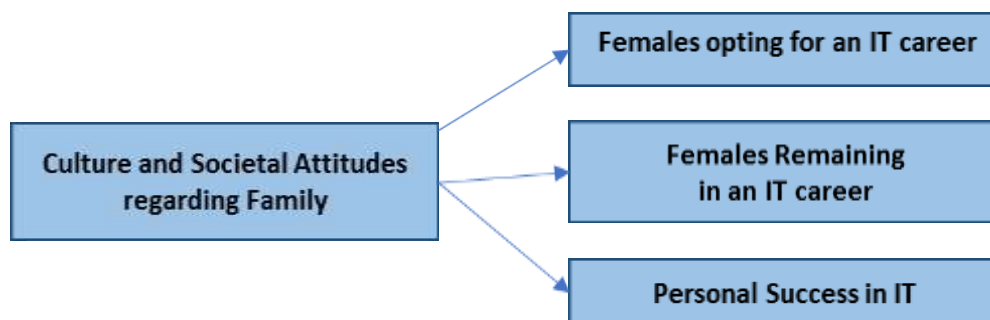 Females opting for an IT career
Culture and Societal Attitudes
regarding Family
Females Remaining
in an IT career
Personal Success in IT